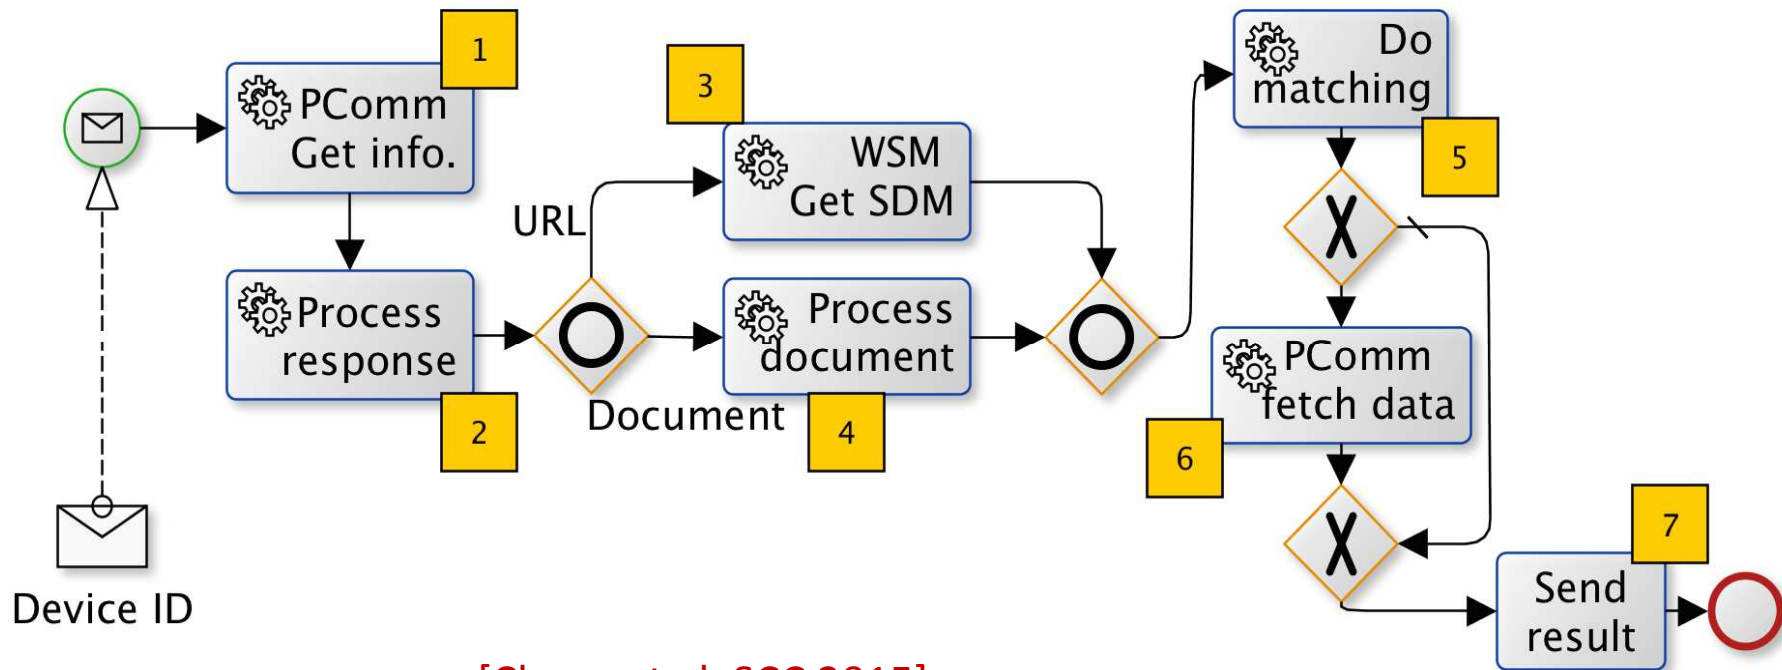 1
PComm
Get info.
Process
response
2
Device ID
URL
Document
3
WSM
Get SDM
Process
document
4
Do
matching
5
PComm
fetch data
6
Send
result
7